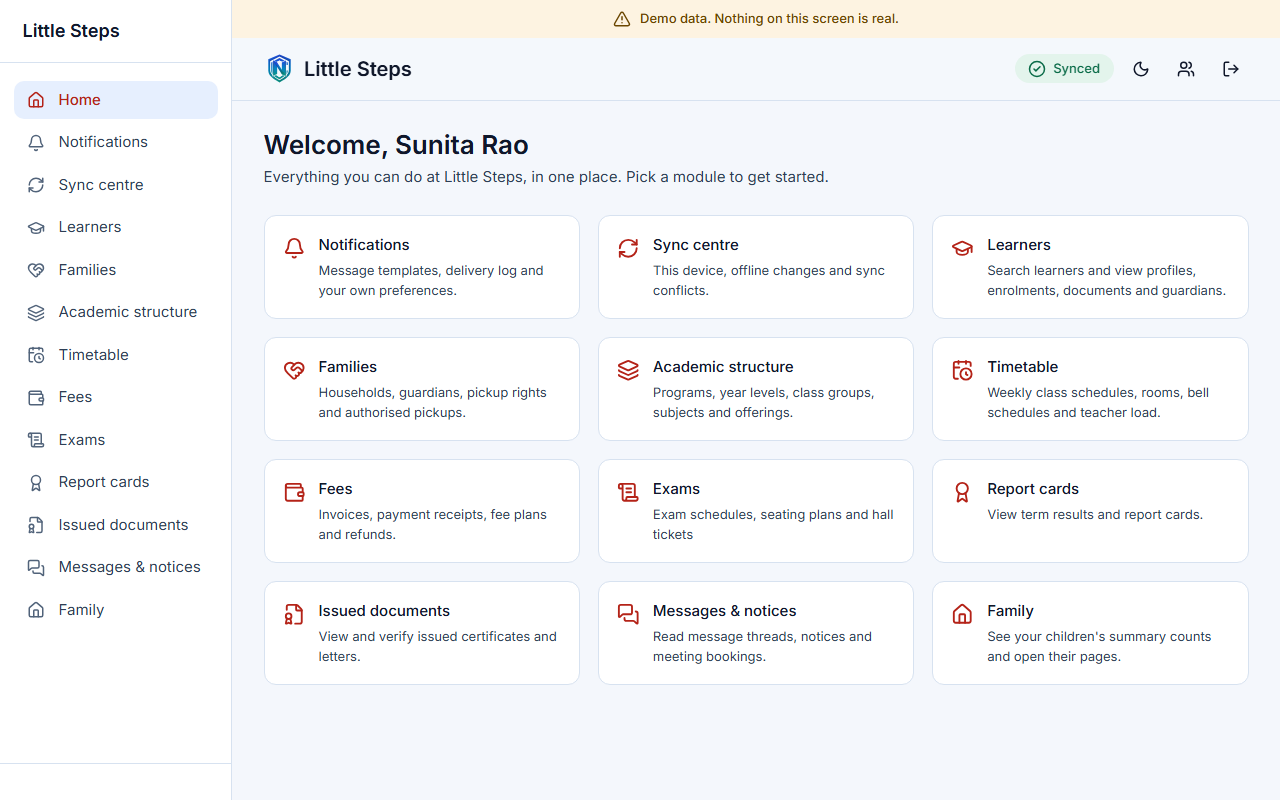 Little Steps
Home
Notifications
Sync centre
Learners
Families
Academic structure
Timetable
Fees
Exams
Report cards
Issued documents
Messages & notices
Family
Demo data. Nothing on this screen is real.
Little Steps
Synced
Welcome, Sunita Rao
Everything you can do at Little Steps, in one place. Pick a module to get started.
Notifications
Message templates, delivery log and
your own preferences.
Sync centre
This device, offline changes and sync
conflicts.
Learners
Search learners and view profiles,
enrolments, documents and guardians.
Families
Households, guardians, pickup rights
and authorised pickups.
Academic structure
Programs, year levels, class groups,
subjects and offerings.
Timetable
Weekly class schedules, rooms, bell
schedules and teacher load.
Fees
Invoices, payment receipts, fee plans
and refunds.
Exams
Exam schedules, seating plans and hall
tickets
Report cards
View term results and report cards.
Issued documents
View and verify issued certificates and
letters.
Messages & notices
Read message threads, notices and
meeting bookings.
Family
See your children's summary counts
and open their pages.